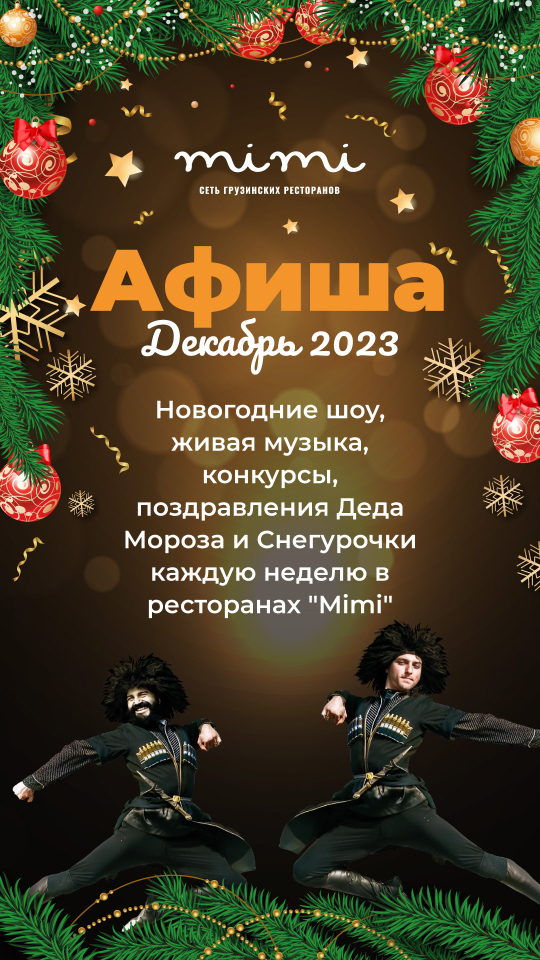 mimi
СЕТЬ ГРУЗИНСКИХ РЕСТОРАНОВ
Афиша
Декабрь 2023
Новогодние шоу,
живая музыка,
конкурсы,
поздравления Деда
Мороза и Снегурочки
каждую неделю в
ресторанах "Mimi"